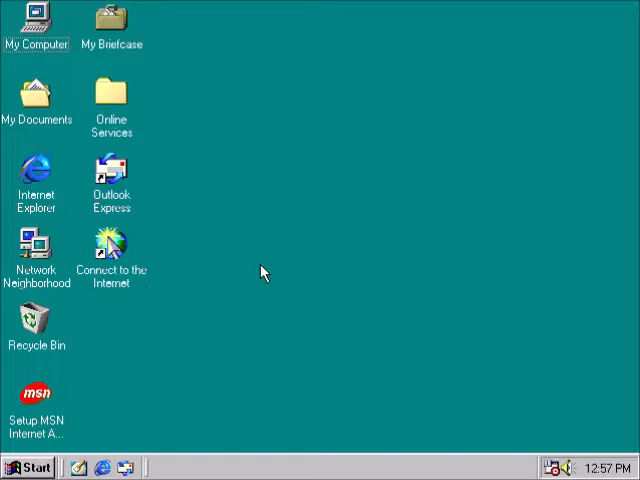 My Computer
My Briefcase
My Documents
Online
Services
Internet
Explorer
Outlook
Express
Network
Neighborhood
Connect to the
Internet
Recycle Bin
msn
Setup MSN
Internet A...
Start
12:57 PM